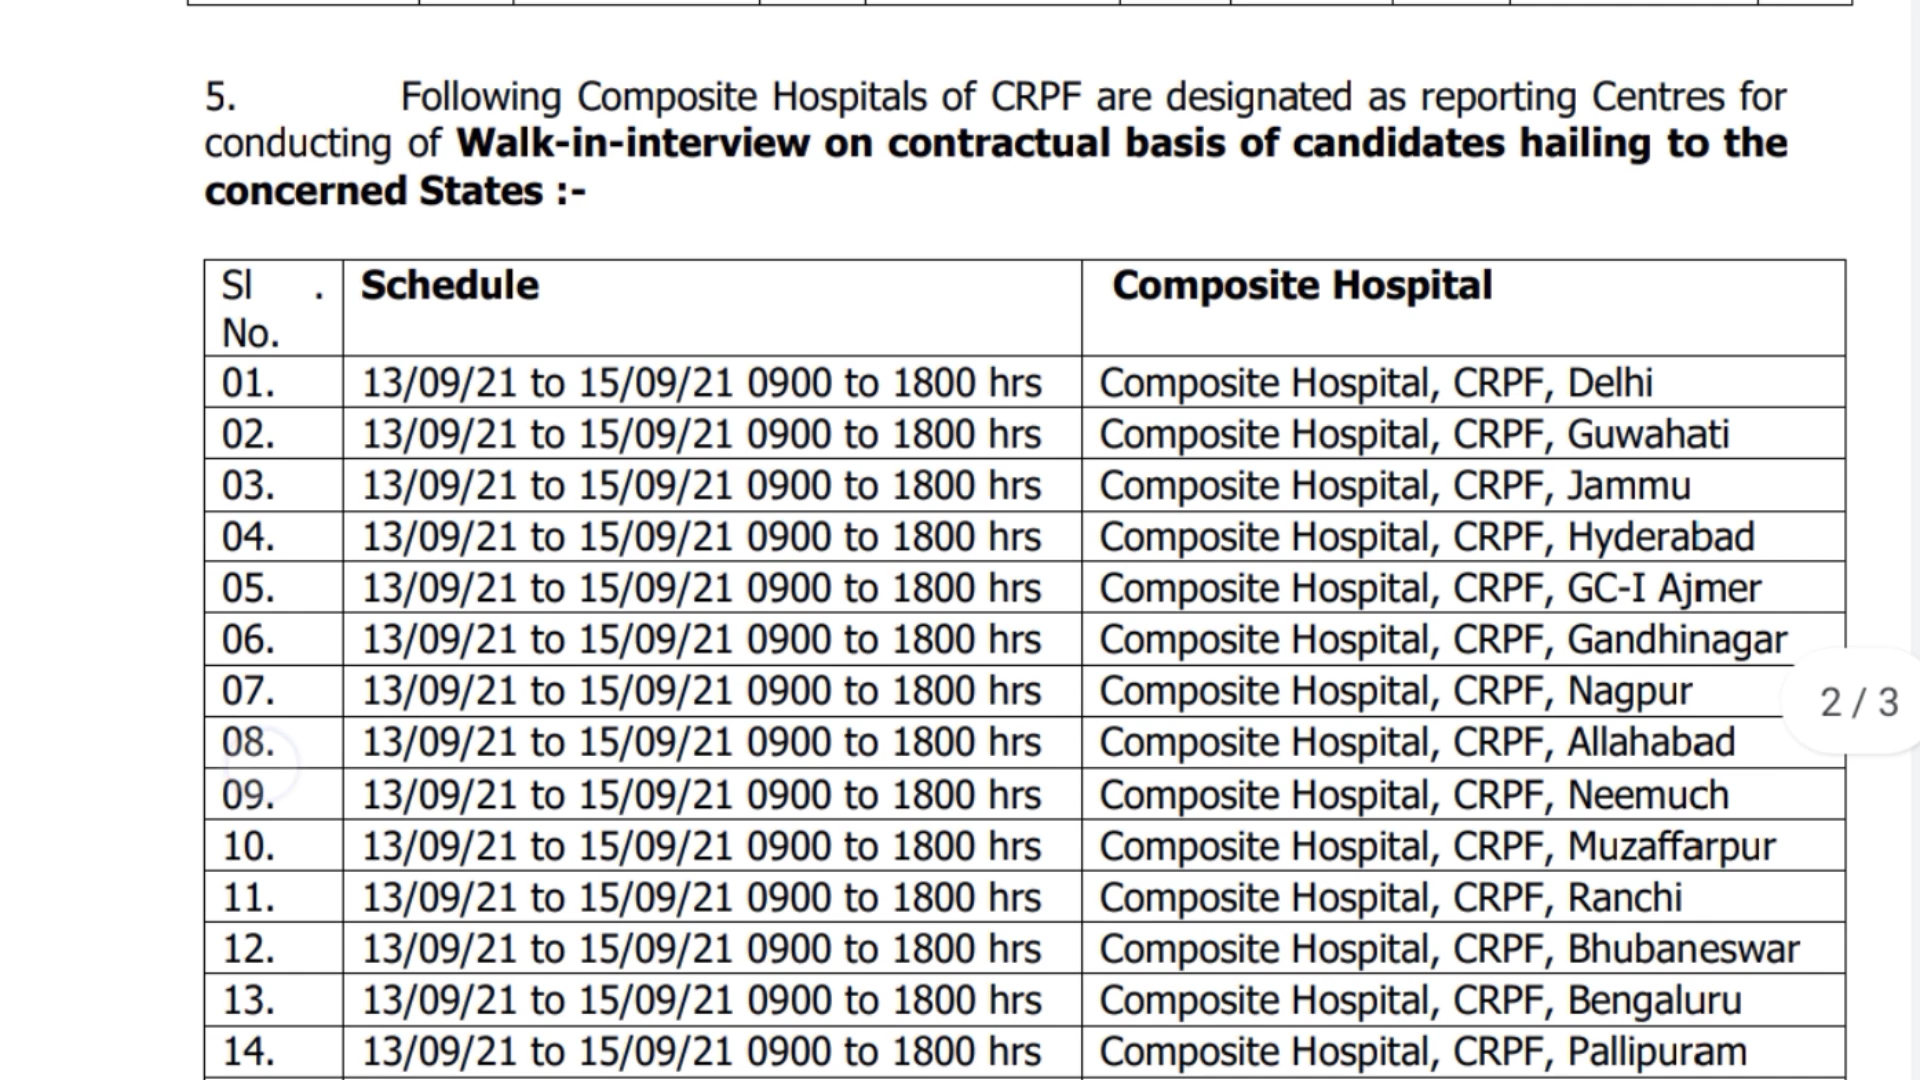 5. Following Composite Hospitals of CRPF are designated as reporting Centres for
conducting of Walk-in-interview on contractual basis of candidates hailing to the
concerned States :-
Sl . No. Schedule Composite Hospital
01. 13/09/21 to 15/09/21 0900 to 1800 hrs Composite Hospital, CRPF, Delhi
02. 13/09/21 to 15/09/21 0900 to 1800 hrs Composite Hospital, CRPF, Guwahati
03. 13/09/21 to 15/09/21 0900 to 1800 hrs Composite Hospital, CRPF, Jammu
04. 13/09/21 to 15/09/21 0900 to 1800 hrs Composite Hospital, CRPF, Hyderabad
05. 13/09/21 to 15/09/21 0900 to 1800 hrs Composite Hospital, CRPF, GC-I Ajmer
06. 13/09/21 to 15/09/21 0900 to 1800 hrs Composite Hospital, CRPF, Gandhinagar
07. 13/09/21 to 15/09/21 0900 to 1800 hrs Composite Hospital, CRPF, Nagpur
2 / 3
08. 13/09/21 to 15/09/21 0900 to 1800 hrs Composite Hospital, CRPF, Allahabad
09. 13/09/21 to 15/09/21 0900 to 1800 hrs Composite Hospital, CRPF, Neemuch
10. 13/09/21 to 15/09/21 0900 to 1800 hrs Composite Hospital, CRPF, Muzaffarpur
11. 13/09/21 to 15/09/21 0900 to 1800 hrs Composite Hospital, CRPF, Ranchi
12. 13/09/21 to 15/09/21 0900 to 1800 hrs Composite Hospital, CRPF, Bhubaneswar
13. 13/09/21 to 15/09/21 0900 to 1800 hrs Composite Hospital, CRPF, Bengaluru
14. 13/09/21 to 15/09/21 0900 to 1800 hrs Composite Hospital, CRPF, Pallipuram